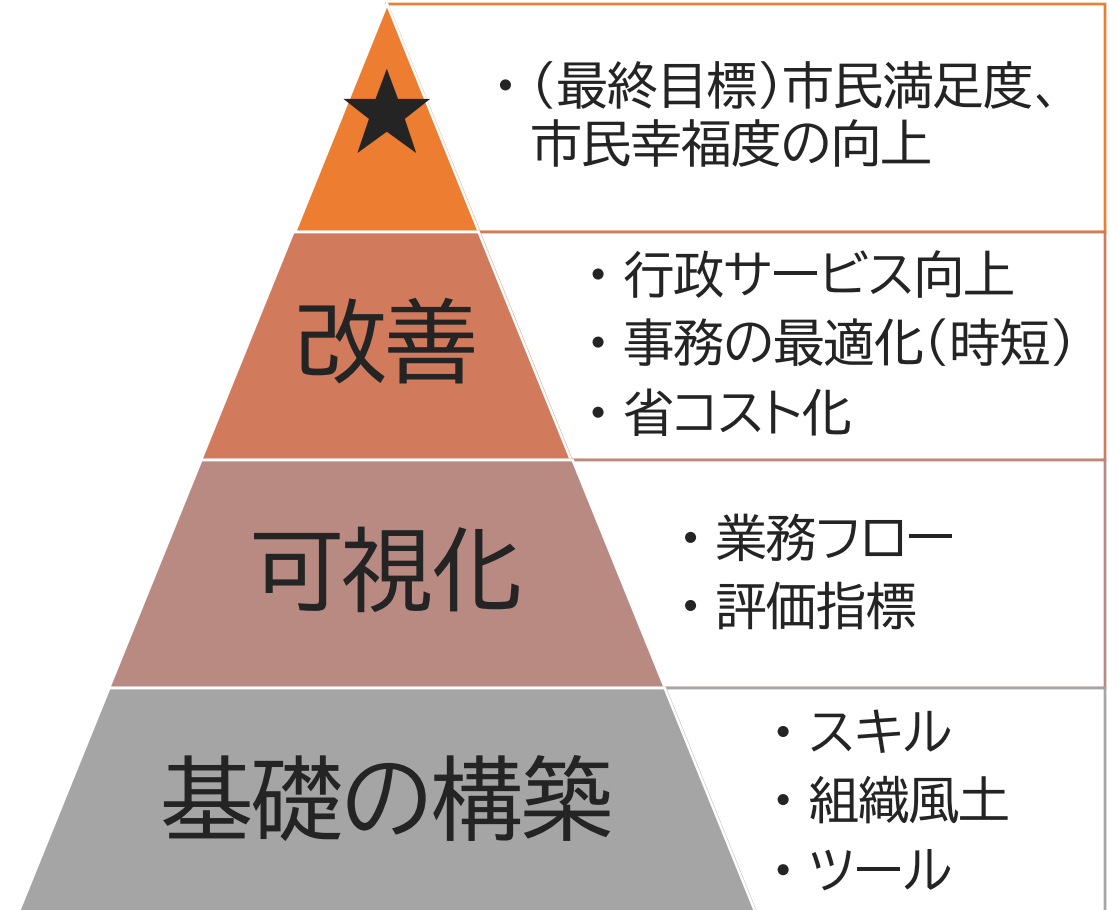 ・（最終目標）市民満足度、
市民幸福度の向上
改善
・行政サービス向上
・事務の最適化（時短）
・省コスト化
可視化
・業務フロー
・評価指標
基礎の構築
・スキル
・組織風土
・ツール